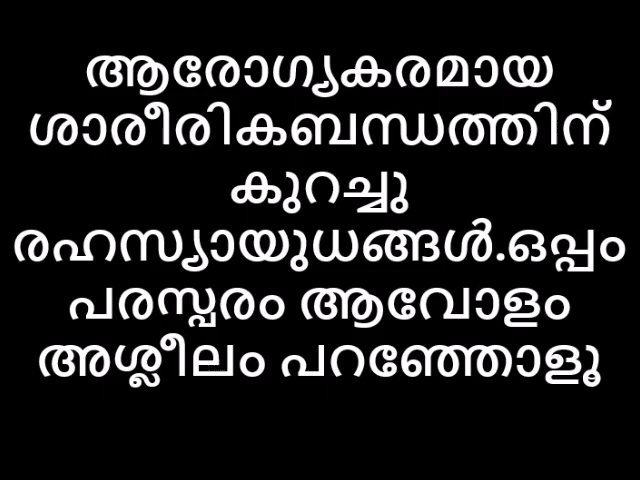 ആരോഗ്യകരമായ
ശാരീരികബന്ധത്തിന്
കുറച്ചു
രഹസ്യായുധങ്ങൾ.ഒപ്പം
പരസ്പരം ആവോളം
അശ്ലീലം പറഞ്ഞോളൂ